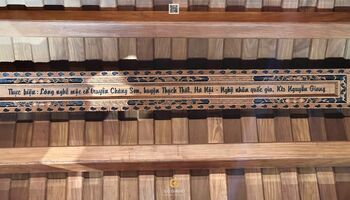 Thực hiện: Làng nghề mộc cổ truyền Chàng Sơn, huyện Thạch Thất, Hà Nội - Nghệ nhân quốc gia, Kts Nguyễn Giang